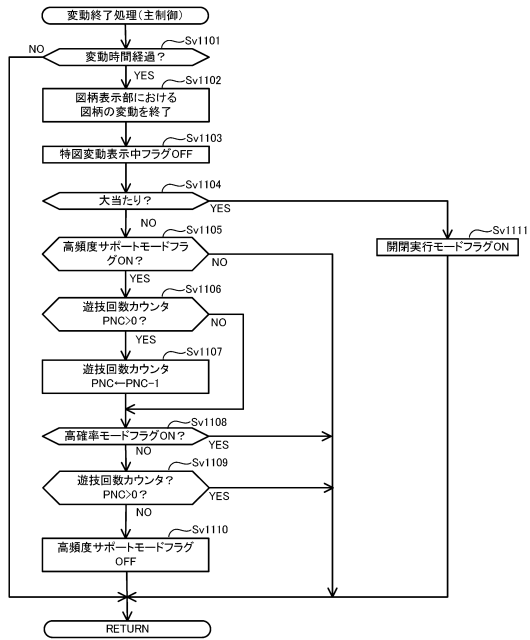 変動終了処理(主制御)
Sv1101
変動時間経過？
NO
YES
Sv1102
図柄表示部における
図柄の変動を終了
Sv1103
特図変動表示中フラグOFF
Sv1104
大当たり？
YES
NO
Sv1105
高頻度サポートモードフラ
グON？
NO
YES
Sv1111
開閉実行モードフラグON
Sv1106
遊技回数カウンタ
PNC>0？
NO
YES
Sv1107
遊技回数カウンタ
PNC←PNC-1
Sv1108
高確率モードフラグON？
YES
NO
Sv1109
遊技回数カウンタ？
PNC>0？
YES
NO
Sv1110
高頻度サポートモードフラグ
OFF
RETURN